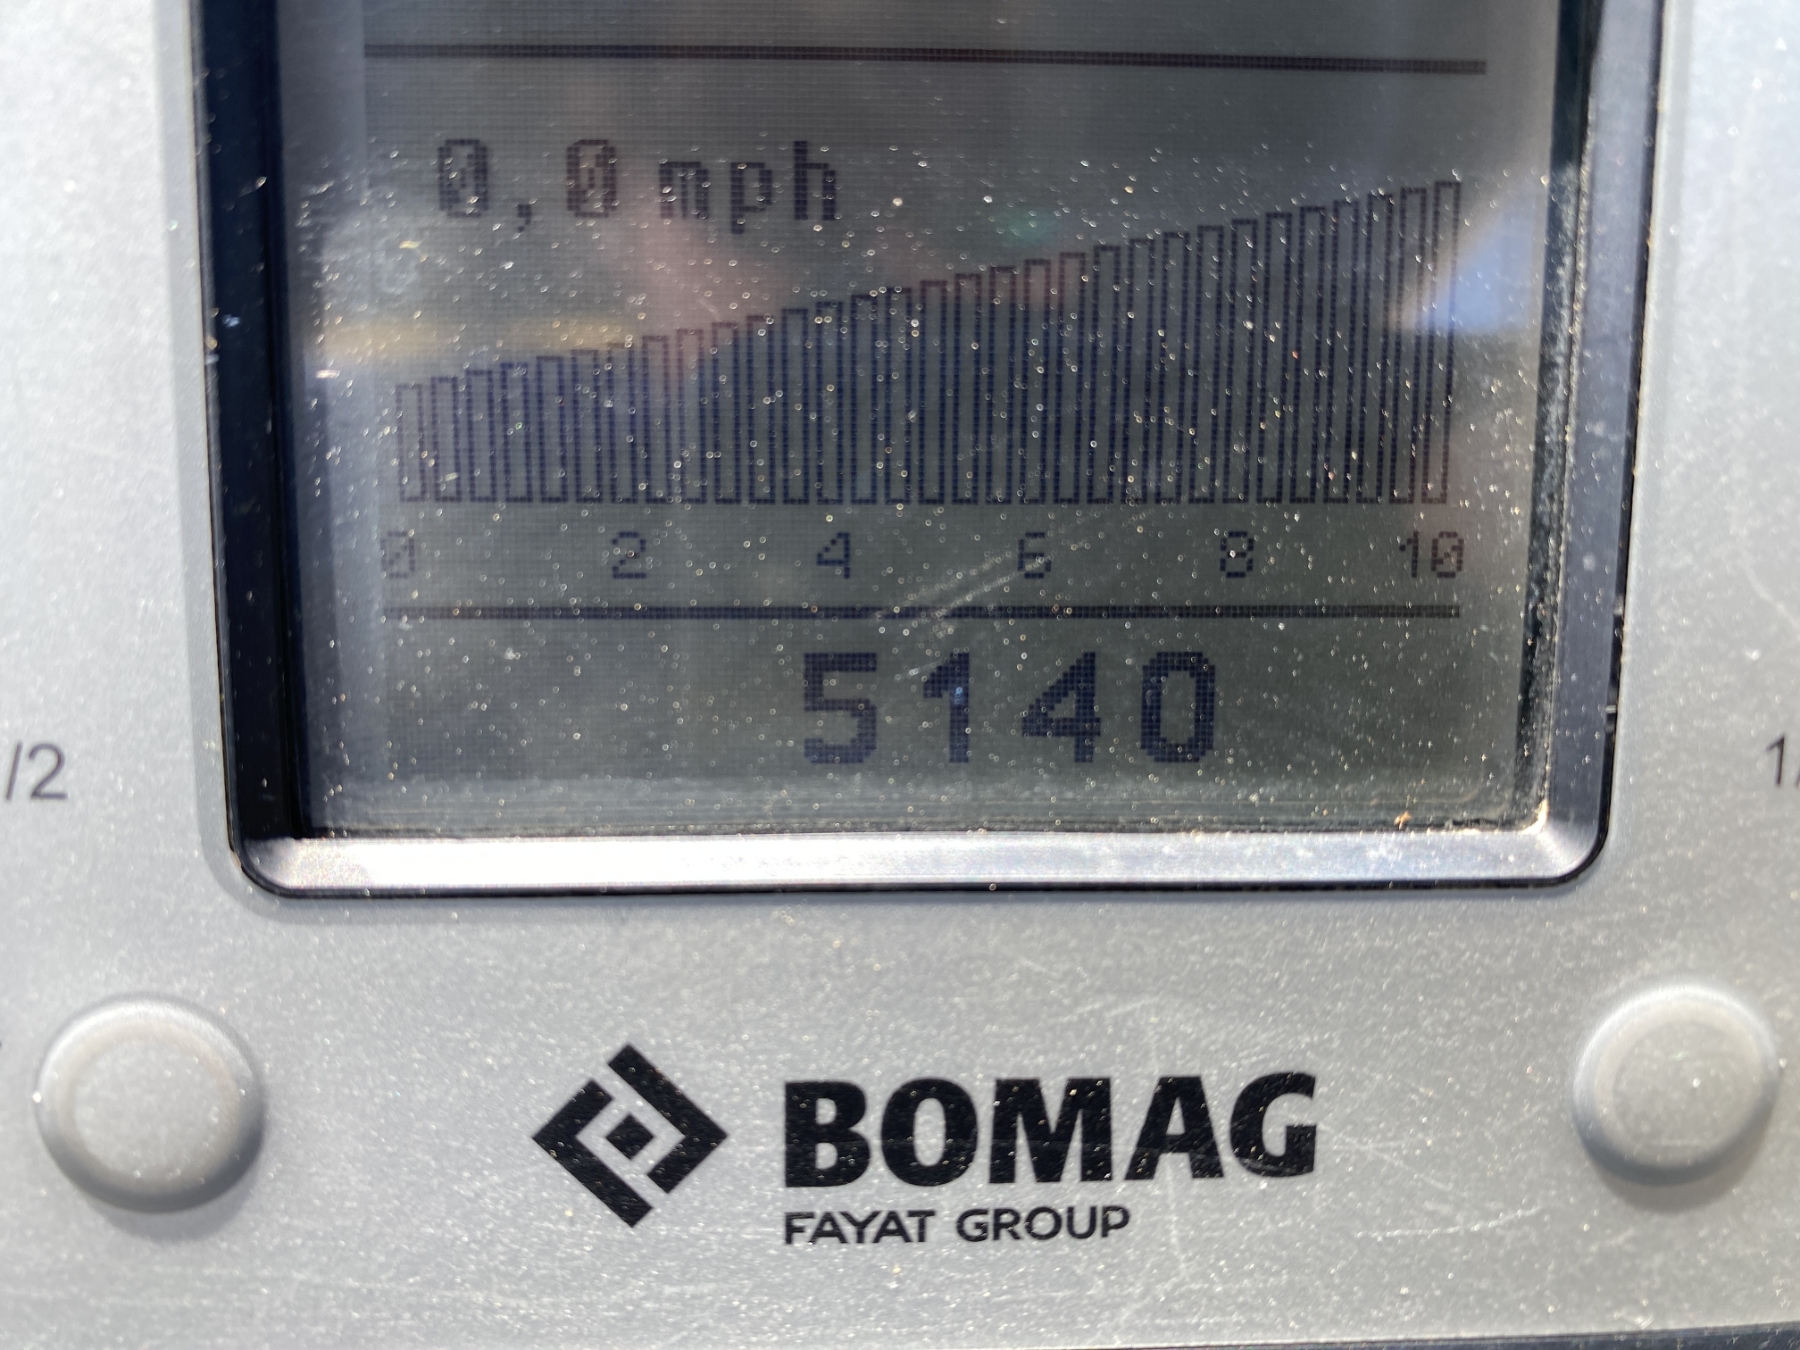 0,0 mph
0 2 4 6 8 10
5140
/2
1/
BOMAG
FAYAT GROUP